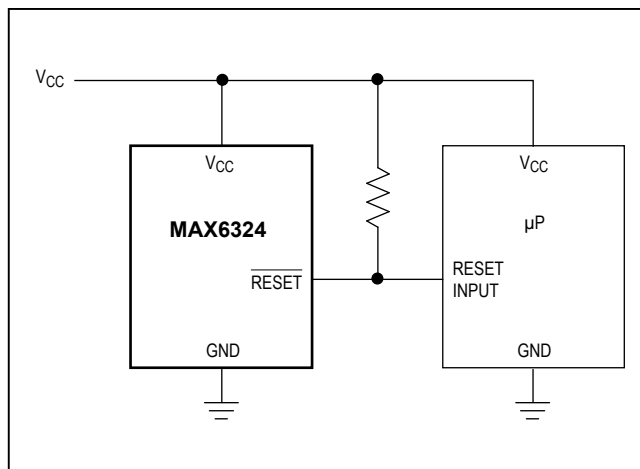 VCC
VCC
MAX6324
RESET
GND
VCC
µP
RESET
INPUT
GND